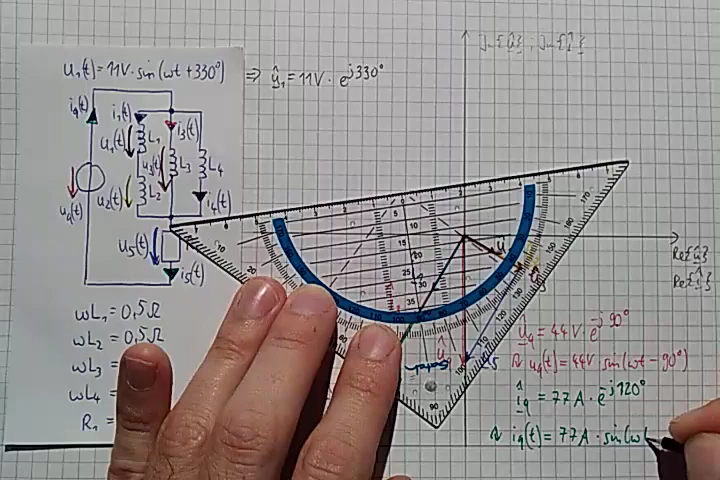 u₁(t)=11V·sin(ωt+330°) ⇒ û₁=11V·e^j330°
Im{û}; Im{î}
iq(t)
i₁(t)
u₁(t)
L₁
i₃(t)
u₃(t)
L₃
L₄
uq(t)
u₂(t)
L₂
i₄(t)
u₅(t)
i₅(t)
Re{û}
Re{î}
ωL₁=0,5Ω
ωL₂=0,5Ω
ωL₃=
ωL₄=
R₁=
ûq=44V·e^-j90°
uq(t)=44V·sin(ωt-90°)
îq=77A·e^-j120°
iq(t)=77A·sin(ωt